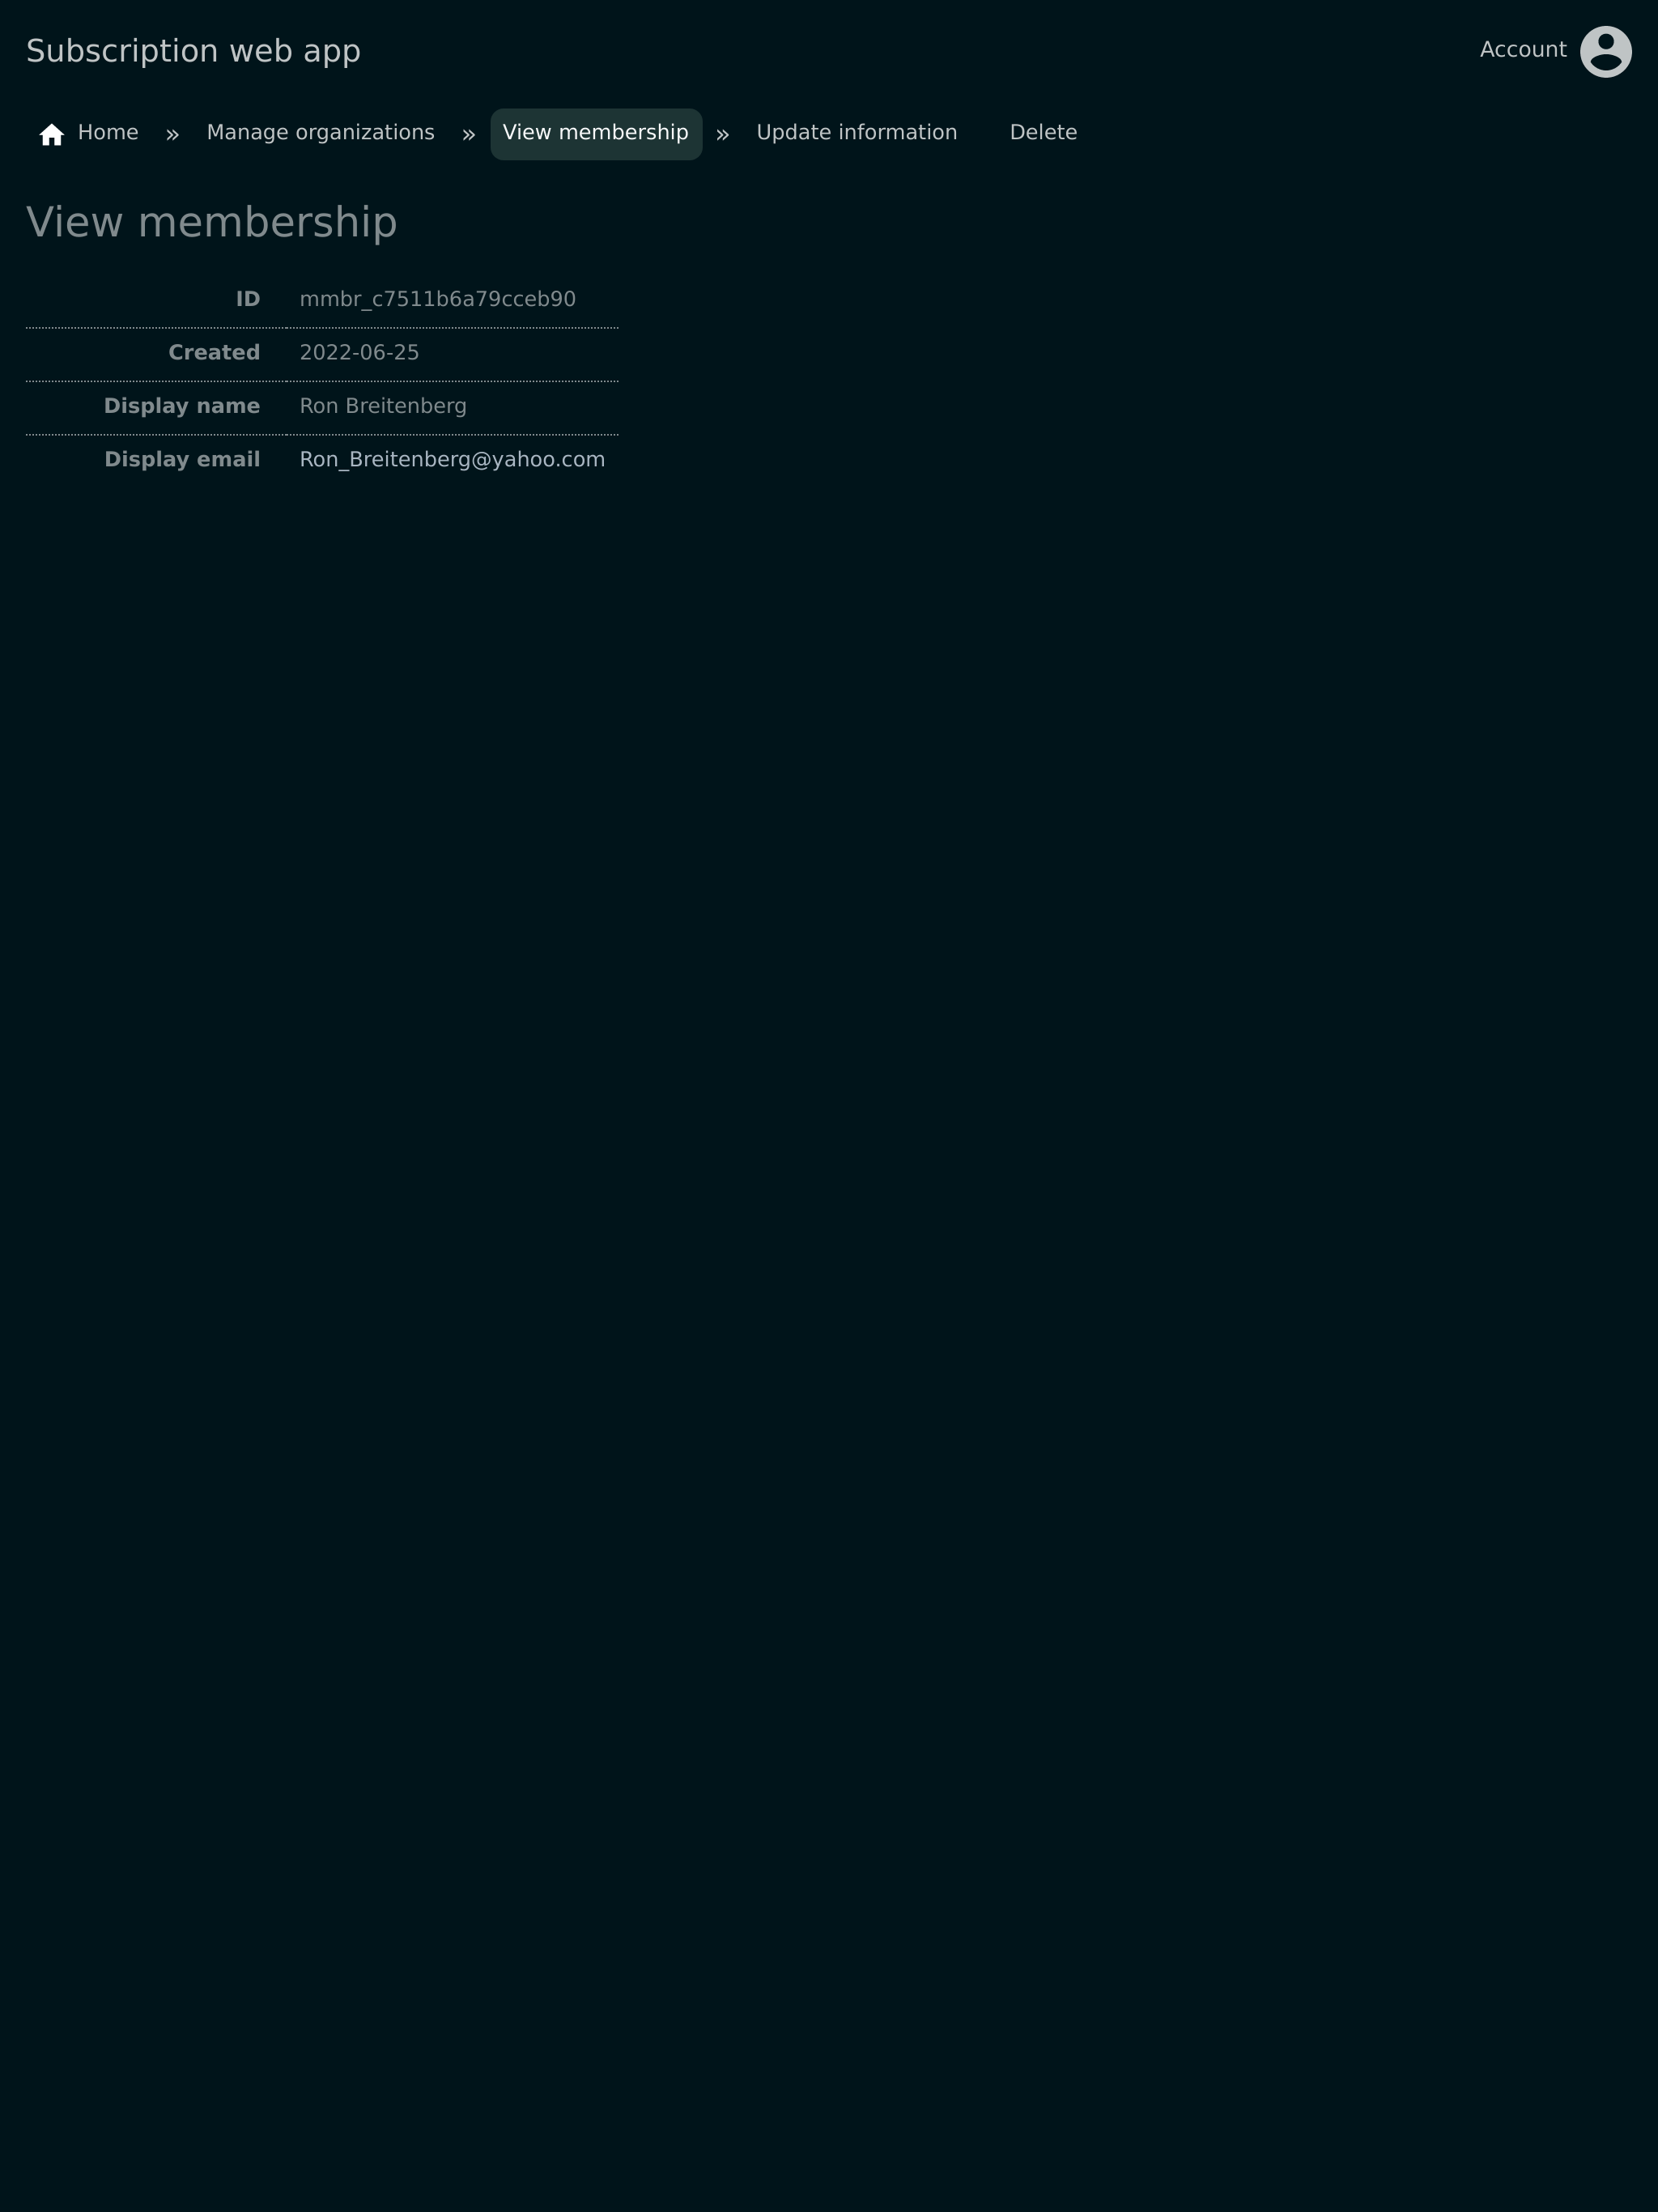 Subscription web app
Account
Home » Manage organizations » View membership » Update information Delete
View membership
ID mmbr_c7511b6a79cceb90
Created 2022-06-25
Display name Ron Breitenberg
Display email Ron_Breitenberg@yahoo.com